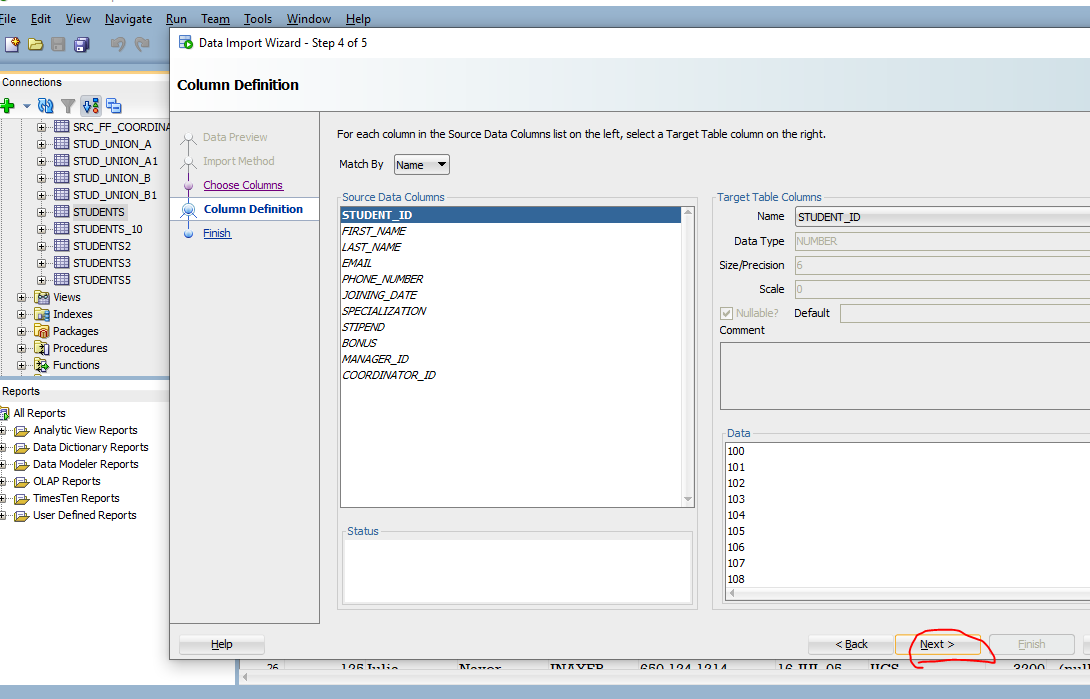 File Edit View Navigate Run Team Tools Window Help
Data Import Wizard - Step 4 of 5
Column Definition
Connections
SRC_FF_COORDINA
STUD_UNION_A
STUD_UNION_A1
STUD_UNION_B
STUD_UNION_B1
STUDENTS
STUDENTS_10
STUDENTS2
STUDENTS3
STUDENTS5
Views
Indexes
Packages
Procedures
Functions
Reports
All Reports
Analytic View Reports
Data Dictionary Reports
Data Modeler Reports
OLAP Reports
TimesTen Reports
User Defined Reports
Data Preview
Import Method
Choose Columns
Column Definition
Finish
For each column in the Source Data Columns list on the left, select a Target Table column on the right.
Match By Name
Source Data Columns
STUDENT_ID
FIRST_NAME
LAST_NAME
EMAIL
PHONE_NUMBER
JOINING_DATE
SPECIALIZATION
STIPEND
BONUS
MANAGER_ID
COORDINATOR_ID
Status
Target Table Columns
Name STUDENT_ID
Data Type NUMBER
Size/Precision 6
Scale 0
Nullable? Default
Comment
Data
100
101
102
103
104
105
106
107
108
Help < Back Next > Finish
26 125 Julia Nayer INAYER 650.124.1214 16-JUL-05 3200 (nul